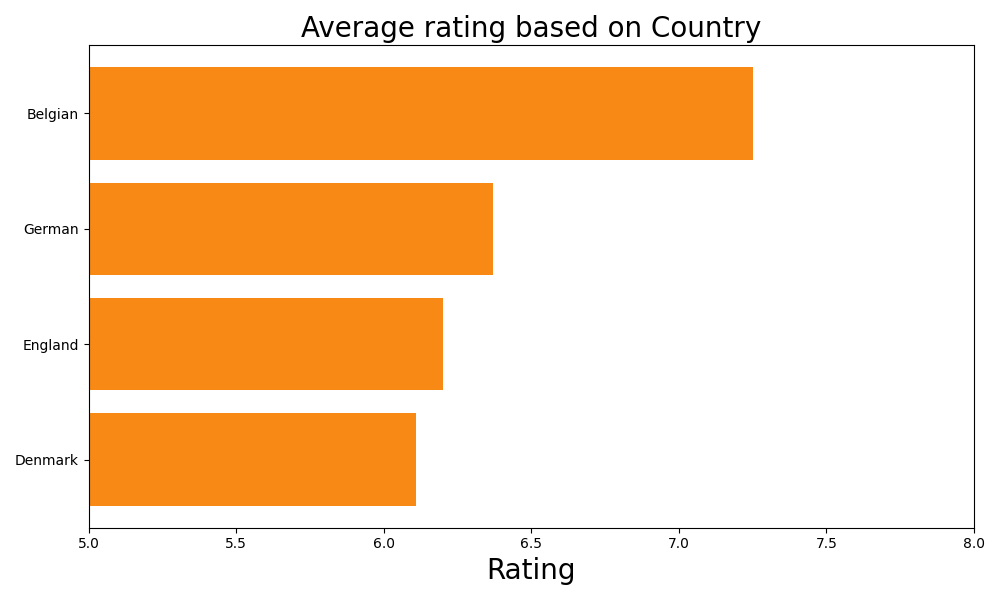 Average rating based on Country
Belgian
German
England
Denmark
5.0 5.5 6.0 6.5 7.0 7.5 8.0
Rating